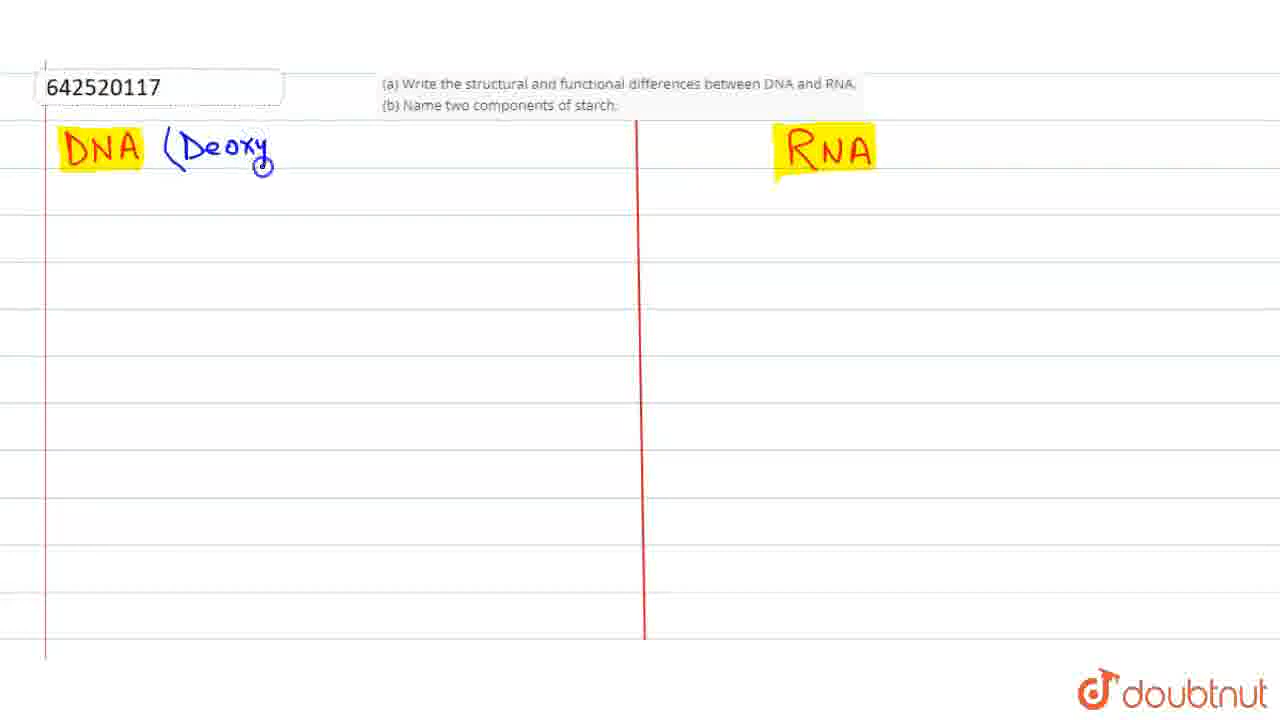 642520117
(a) Write the structural and functional differences between DNA and RNA.
(b) Name two components of starch.
DNA (Deoxy
RNA
doubtnut